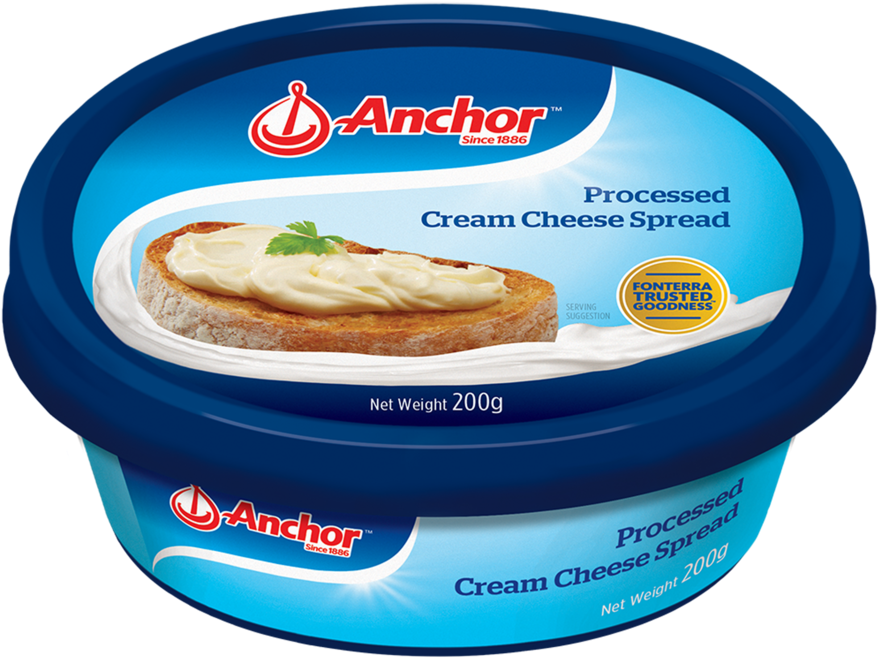 Anchor™
Since 1886
Processed
Cream Cheese Spread
SERVING
SUGGESTION
FONTERRA
TRUSTED
GOODNESS™
Net Weight 200g
Anchor™
Since 1886
Processed
Cream Cheese Spread
Net Weight 200g